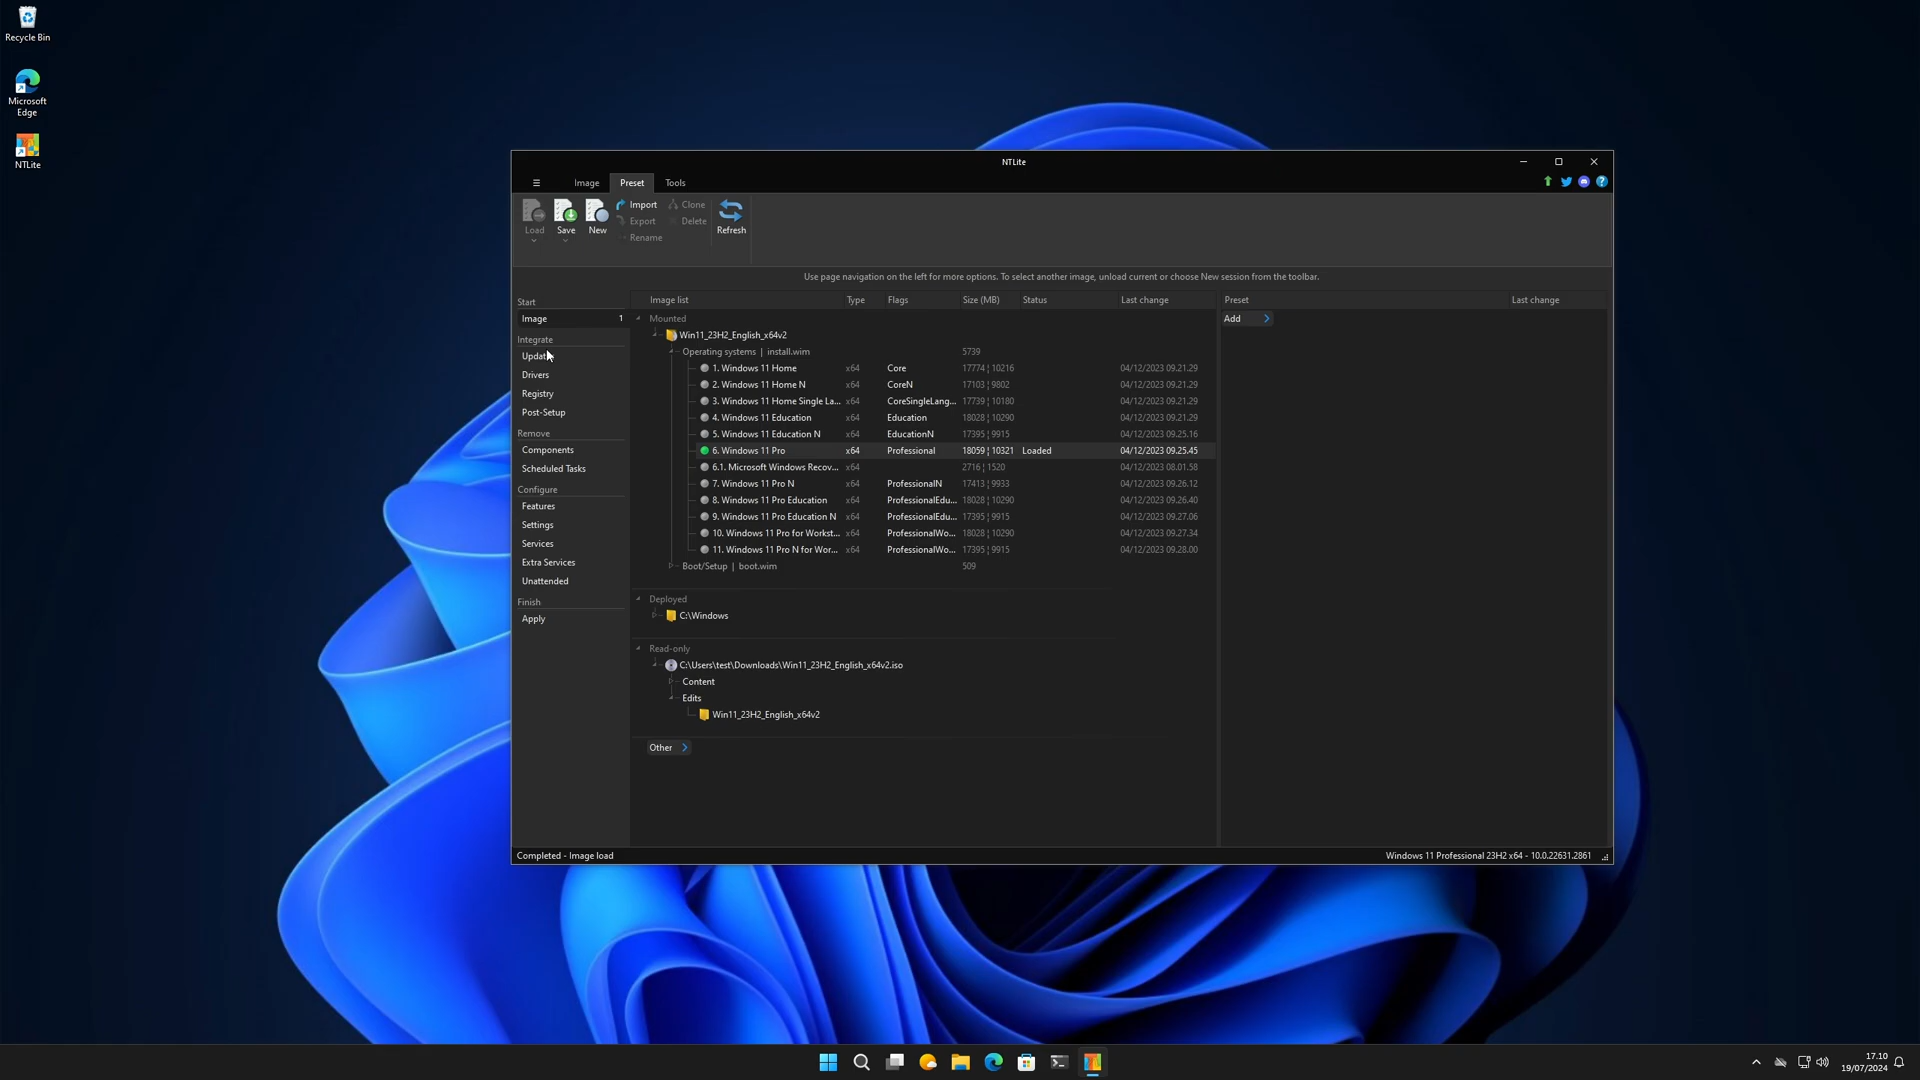 Recycle Bin
Microsoft
Edge
NTLite
NTLite
Image
Preset
Tools
Load
Save
New
Import
Export
Rename
Clone
Delete
Refresh
Use page navigation on the left for more options. To select another image, unload current or choose New session from the toolbar.
Start
Image 1
Integrate
Drivers
Registry
Post-Setup
Remove
Components
Scheduled Tasks
Configure
Features
Settings
Services
Extra Services
Unattended
Finish
Apply
Image list Type Flags Size (MB) Status Last change
Mounted
Win11_23H2_English_x64v2
Operating systems | install.wim 5739
1. Windows 11 Home x64 Core 17774 ¦ 10216 04/12/2023 09.21.29
2. Windows 11 Home N x64 CoreN 17103 ¦ 9802 04/12/2023 09.21.29
3. Windows 11 Home Single La... x64 CoreSingleLang... 17739 ¦ 10180 04/12/2023 09.21.29
4. Windows 11 Education x64 Education 18028 ¦ 10290 04/12/2023 09.21.29
5. Windows 11 Education N x64 EducationN 17395 ¦ 9915 04/12/2023 09.25.16
6. Windows 11 Pro x64 Professional 18059 ¦ 10321 Loaded 04/12/2023 09.25.45
6.1. Microsoft Windows Recov... x64 2716 ¦ 1520 04/12/2023 08.01.58
7. Windows 11 Pro N x64 ProfessionalN 17413 ¦ 9933 04/12/2023 09.26.12
8. Windows 11 Pro Education x64 ProfessionalEdu... 18028 ¦ 10290 04/12/2023 09.26.40
9. Windows 11 Pro Education N x64 ProfessionalEdu... 17395 ¦ 9915 04/12/2023 09.27.06
10. Windows 11 Pro for Workst... x64 ProfessionalWo... 18028 ¦ 10290 04/12/2023 09.27.34
11. Windows 11 Pro N for Wor... x64 ProfessionalWo... 17395 ¦ 9915 04/12/2023 09.28.00
Boot/Setup | boot.wim 509
Deployed
C:\Windows
Read-only
C:\Users\test\Downloads\Win11_23H2_English_x64v2.iso
Content
Edits
Win11_23H2_English_x64v2
Other
Preset Last change
Add
Completed - Image load
Windows 11 Professional 23H2 x64 - 10.0.22631.2861
17.10
19/07/2024